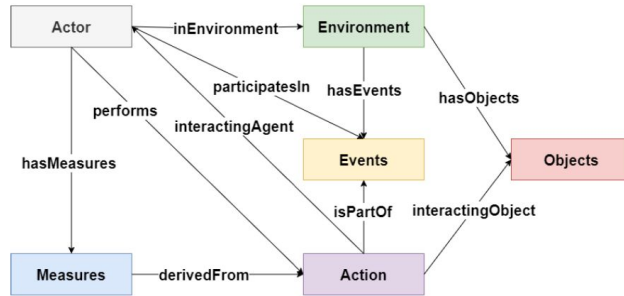 Actor
inEnvironment
Environment
participatesIn
hasEvents
hasObjects
performs
interactingAgent
hasMeasures
Events
Objects
isPartOf
interactingObject
Measures
derivedFrom
Action